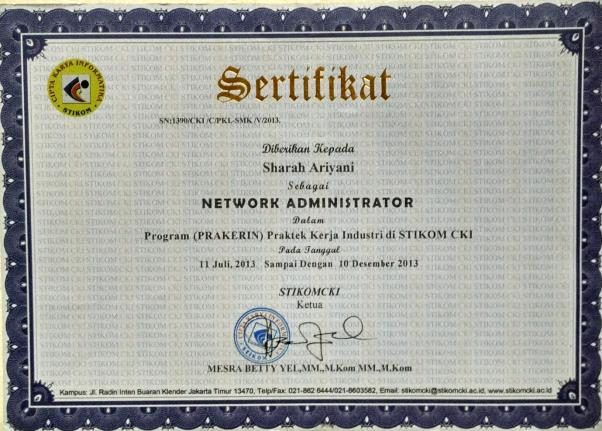 CIPTA KARYA INFORMATIKA
STIKOM
Sertifikat
SN:1390/CKI /C/PKL-SMK /V/2013.
Diberikan Kepada
Sharah Ariyani
Sebagai
NETWORK ADMINISTRATOR
Dalam
Program (PRAKERIN) Praktek Kerja Industri di STIKOM CKI
Pada Tanggal
11 Juli, 2013 Sampai Dengan 10 Desember 2013
STIKOMCKI
Ketua
MESRA BETTY YEL,MM.,M.Kom MM.,M.Kom
Kampus: Jl. Radin Inten Buaran Klender Jakarta Timur 13470, Telp/Fax: 021-862 6444/021-8603582, Email: stikomcki@stikomcki.ac.id, www.stikomcki.ac.id